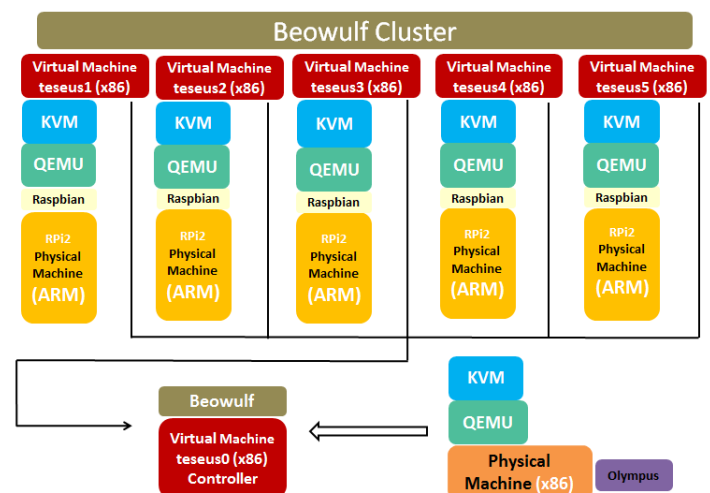 Beowulf Cluster
Virtual Machine
teseus1 (x86)
Virtual Machine
teseus2 (x86)
Virtual Machine
teseus3 (x86)
Virtual Machine
teseus4 (x86)
Virtual Machine
teseus5 (x86)
KVM
KVM
KVM
KVM
KVM
QEMU
QEMU
QEMU
QEMU
QEMU
Raspbian
Raspbian
Raspbian
Raspbian
Raspbian
RPi2
Physical
Machine
(ARM)
RPi2
Physical
Machine
(ARM)
RPi2
Physical
Machine
(ARM)
RPi2
Physical
Machine
(ARM)
RPi2
Physical
Machine
(ARM)
Beowulf
Virtual Machine
teseus0 (x86)
Controller
KVM
QEMU
Physical
Machine (x86)
Olympus